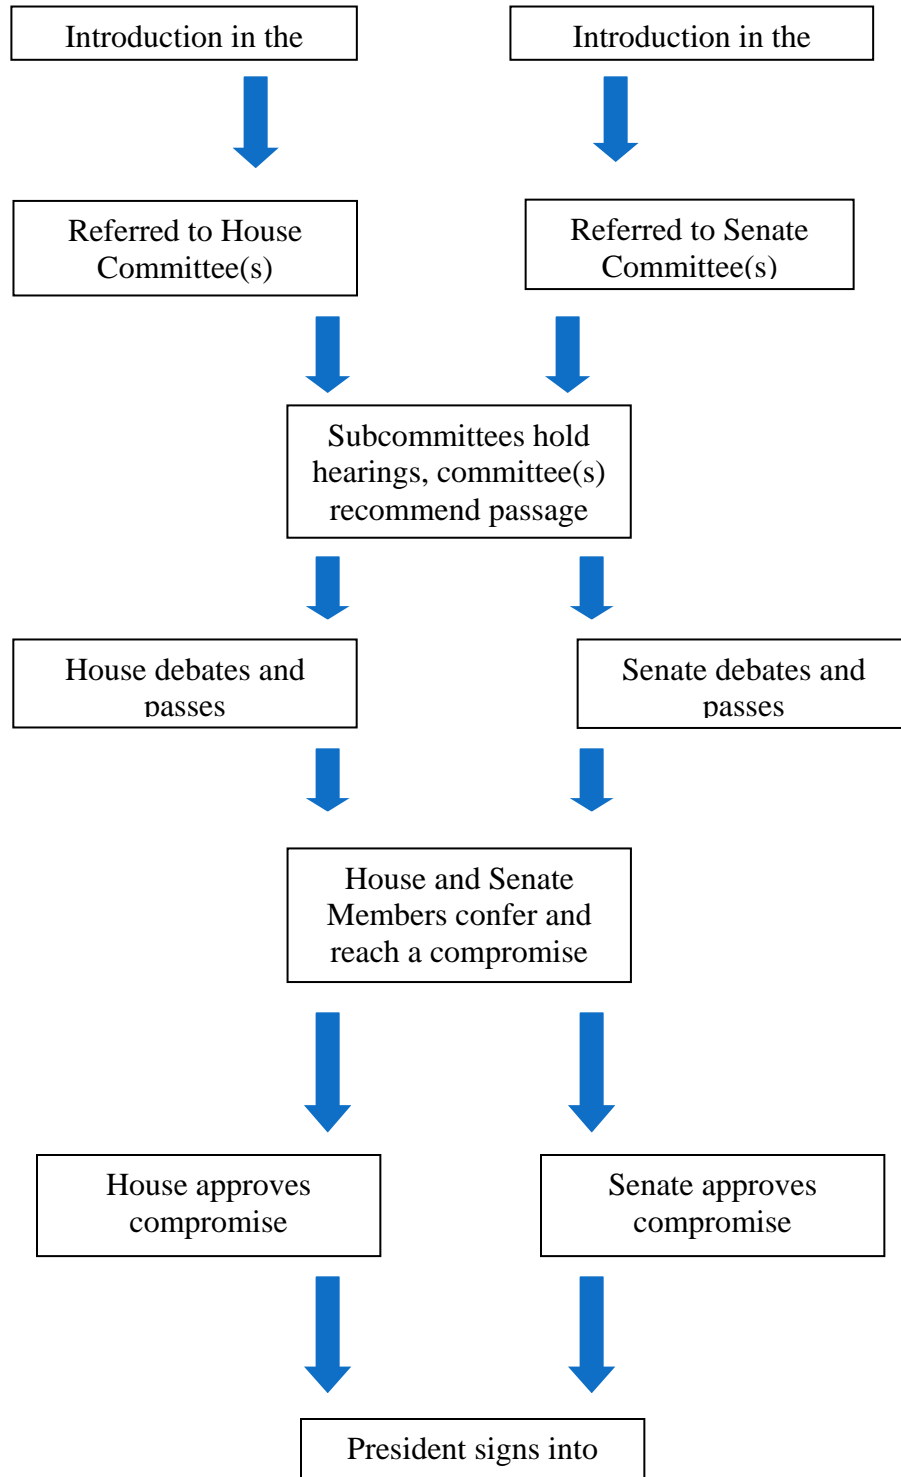 Introduction in the
Introduction in the
Referred to House
Committee(s)
Referred to Senate
Committee(s)
Subcommittees hold
hearings, committee(s)
recommend passage
House debates and
passes
Senate debates and
passes
House and Senate
Members confer and
reach a compromise
House approves
compromise
Senate approves
compromise
President signs into